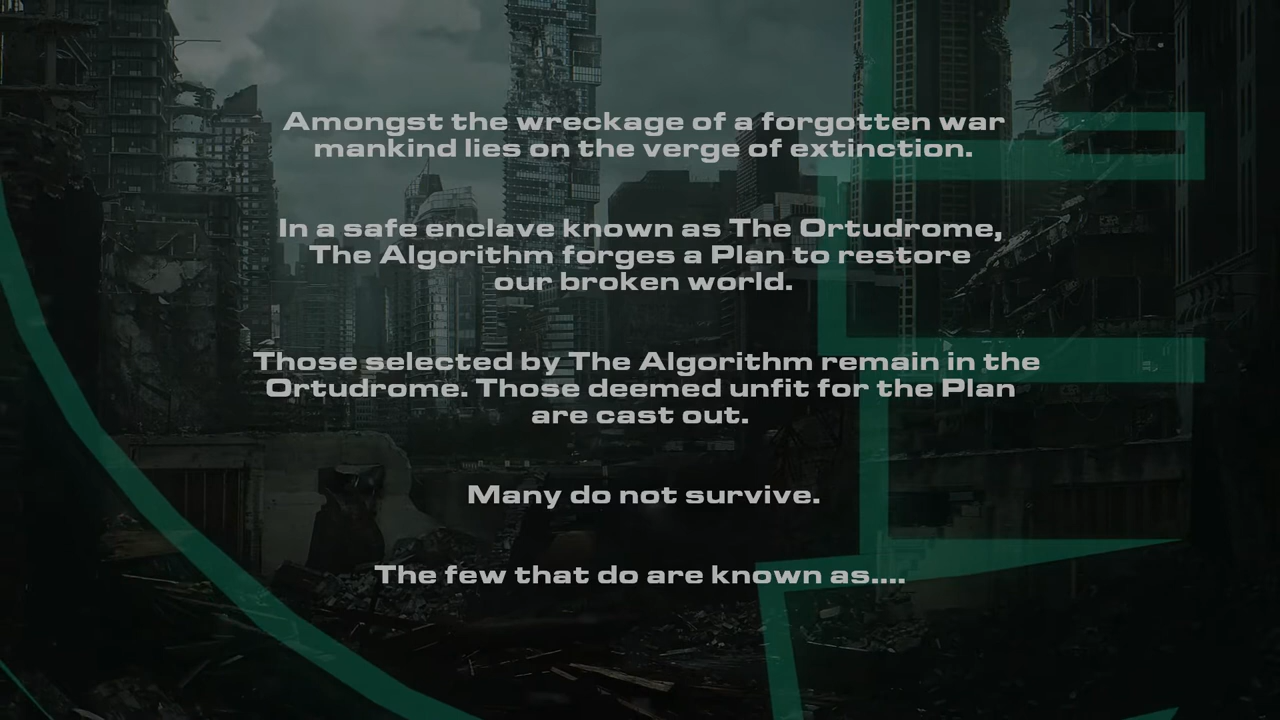 Amongst the wreckage of a forgotten war
mankind lies on the verge of extinction.
In a safe enclave known as The Ortudrome,
The Algorithm forges a Plan to restore
our broken world.
Those selected by The Algorithm remain in the
Ortudrome. Those deemed unfit for the Plan
are cast out.
Many do not survive.
The few that do are known as....